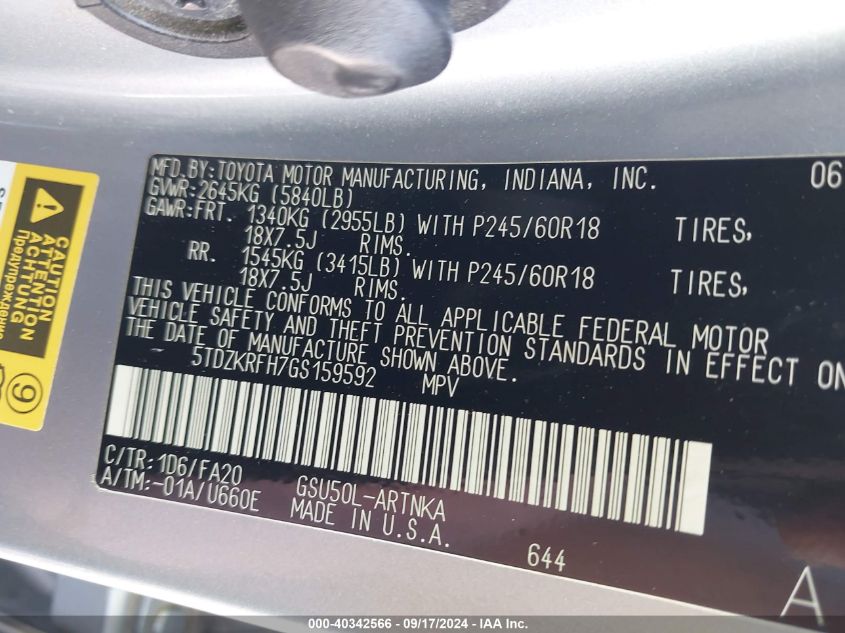 MFD.BY:TOYOTA MOTOR MANUFACTURING, INDIANA, INC. 06
GVWR:2645KG (5840LB)
GAWR:FRT. 1340KG (2955LB) WITH P245/60R18 TIRES,
18X7.5J RIMS.
RR. 1545KG (3415LB) WITH P245/60R18 TIRES,
18X7.5J RIMS.
THIS VEHICLE CONFORMS TO ALL APPLICABLE FEDERAL MOTOR
VEHICLE SAFETY AND THEFT PREVENTION STANDARDS IN EFFECT ON
THE DATE OF MANUFACTURE SHOWN ABOVE.
5TDZKRFH7GS159592 MPV
C/TR:1D6/FA20
A/TM:-01A/U660E
GSU50L-ARTNKA
MADE IN U.S.A.
644
A
CAUTION
ATTENTION
ACHTUNG
Предупреждение
9
000-40342566 - 09/17/2024 - IAA Inc.